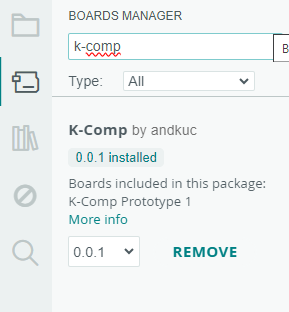 BOARDS MANAGER
k-comp
B
Type: All
K-Comp by andkuc
0.0.1 installed
Boards included in this package:
K-Comp Prototype 1
More info
0.0.1 REMOVE